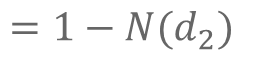 = 1 − N(d₂)